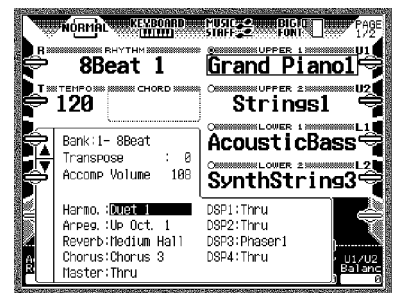 NORMAL KEYBOARD MUSIC STAFF BIG FONT PAGE 1/2
R RHYTHM UPPER 1 U1
8Beat 1 Grand Piano1
T TEMPO CHORD UPPER 2 U2
120 Strings1
LOWER 1 L1
Bank:1- 8Beat AcousticBass
Transpose : 0
LOWER 2 L2
Accomp Volume 108 SynthString3
Harmo. :Duet 1 DSP1:Thru
Arpeg. :Up Oct. 1 DSP2:Thru
Reverb:Medium Hall DSP3:Phaser1
Chorus:Chorus 3 DSP4:Thru
Master:Thru
U1/U2
Balanc
0